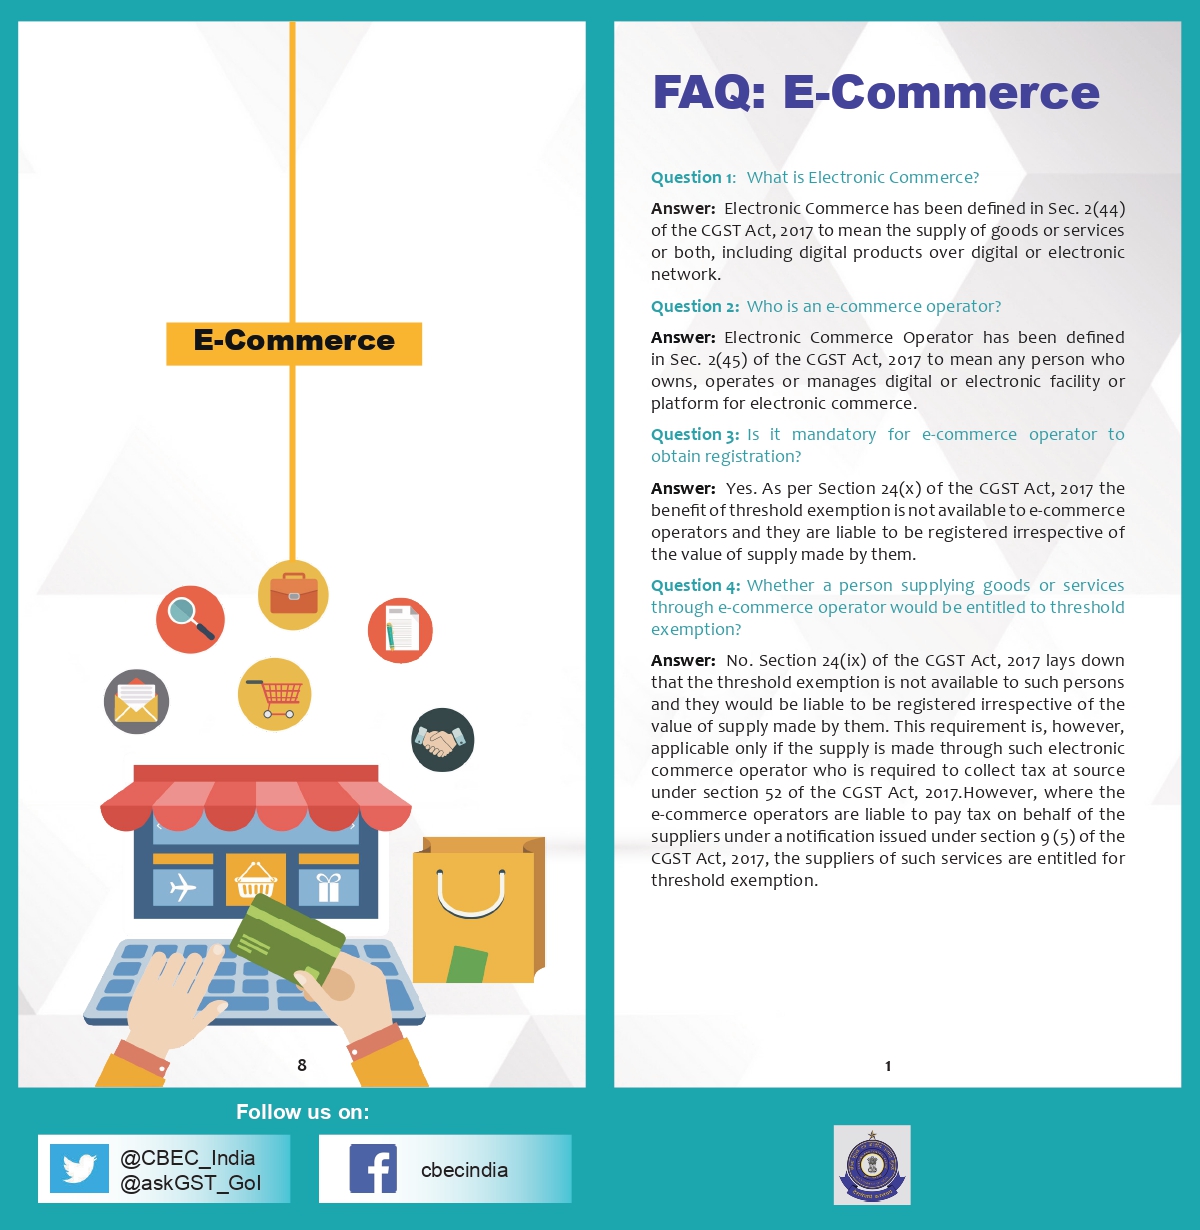 E-Commerce
8
Follow us on:
@CBEC_India
@askGST_GoI
cbecindia
FAQ: E-Commerce
Question 1: What is Electronic Commerce?
Answer: Electronic Commerce has been defined in Sec. 2(44)
of the CGST Act, 2017 to mean the supply of goods or services
or both, including digital products over digital or electronic
network.
Question 2: Who is an e-commerce operator?
Answer: Electronic Commerce Operator has been defined
in Sec. 2(45) of the CGST Act, 2017 to mean any person who
owns, operates or manages digital or electronic facility or
platform for electronic commerce.
Question 3: Is it mandatory for e-commerce operator to
obtain registration?
Answer: Yes. As per Section 24(x) of the CGST Act, 2017 the
benefit of threshold exemption is not available to e-commerce
operators and they are liable to be registered irrespective of
the value of supply made by them.
Question 4: Whether a person supplying goods or services
through e-commerce operator would be entitled to threshold
exemption?
Answer: No. Section 24(ix) of the CGST Act, 2017 lays down
that the threshold exemption is not available to such persons
and they would be liable to be registered irrespective of the
value of supply made by them. This requirement is, however,
applicable only if the supply is made through such electronic
commerce operator who is required to collect tax at source
under section 52 of the CGST Act, 2017.However, where the
e-commerce operators are liable to pay tax on behalf of the
suppliers under a notification issued under section 9 (5) of the
CGST Act, 2017, the suppliers of such services are entitled for
threshold exemption.
1